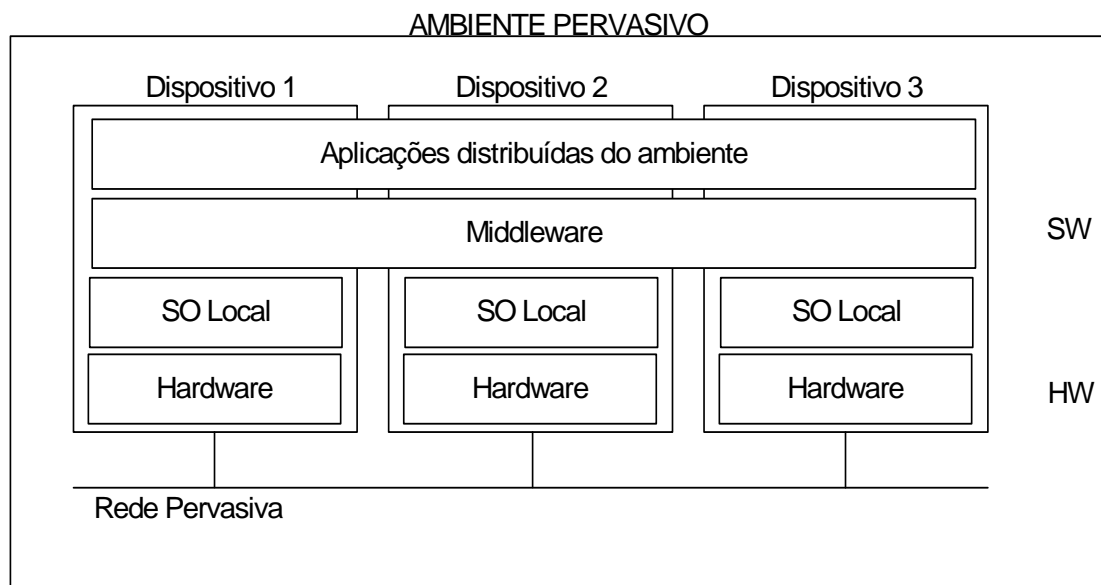 AMBIENTE PERVASIVO
Dispositivo 1
Dispositivo 2
Dispositivo 3
Aplicações distribuídas do ambiente
Middleware
SW
SO Local
SO Local
SO Local
Hardware
Hardware
Hardware
HW
Rede Pervasiva